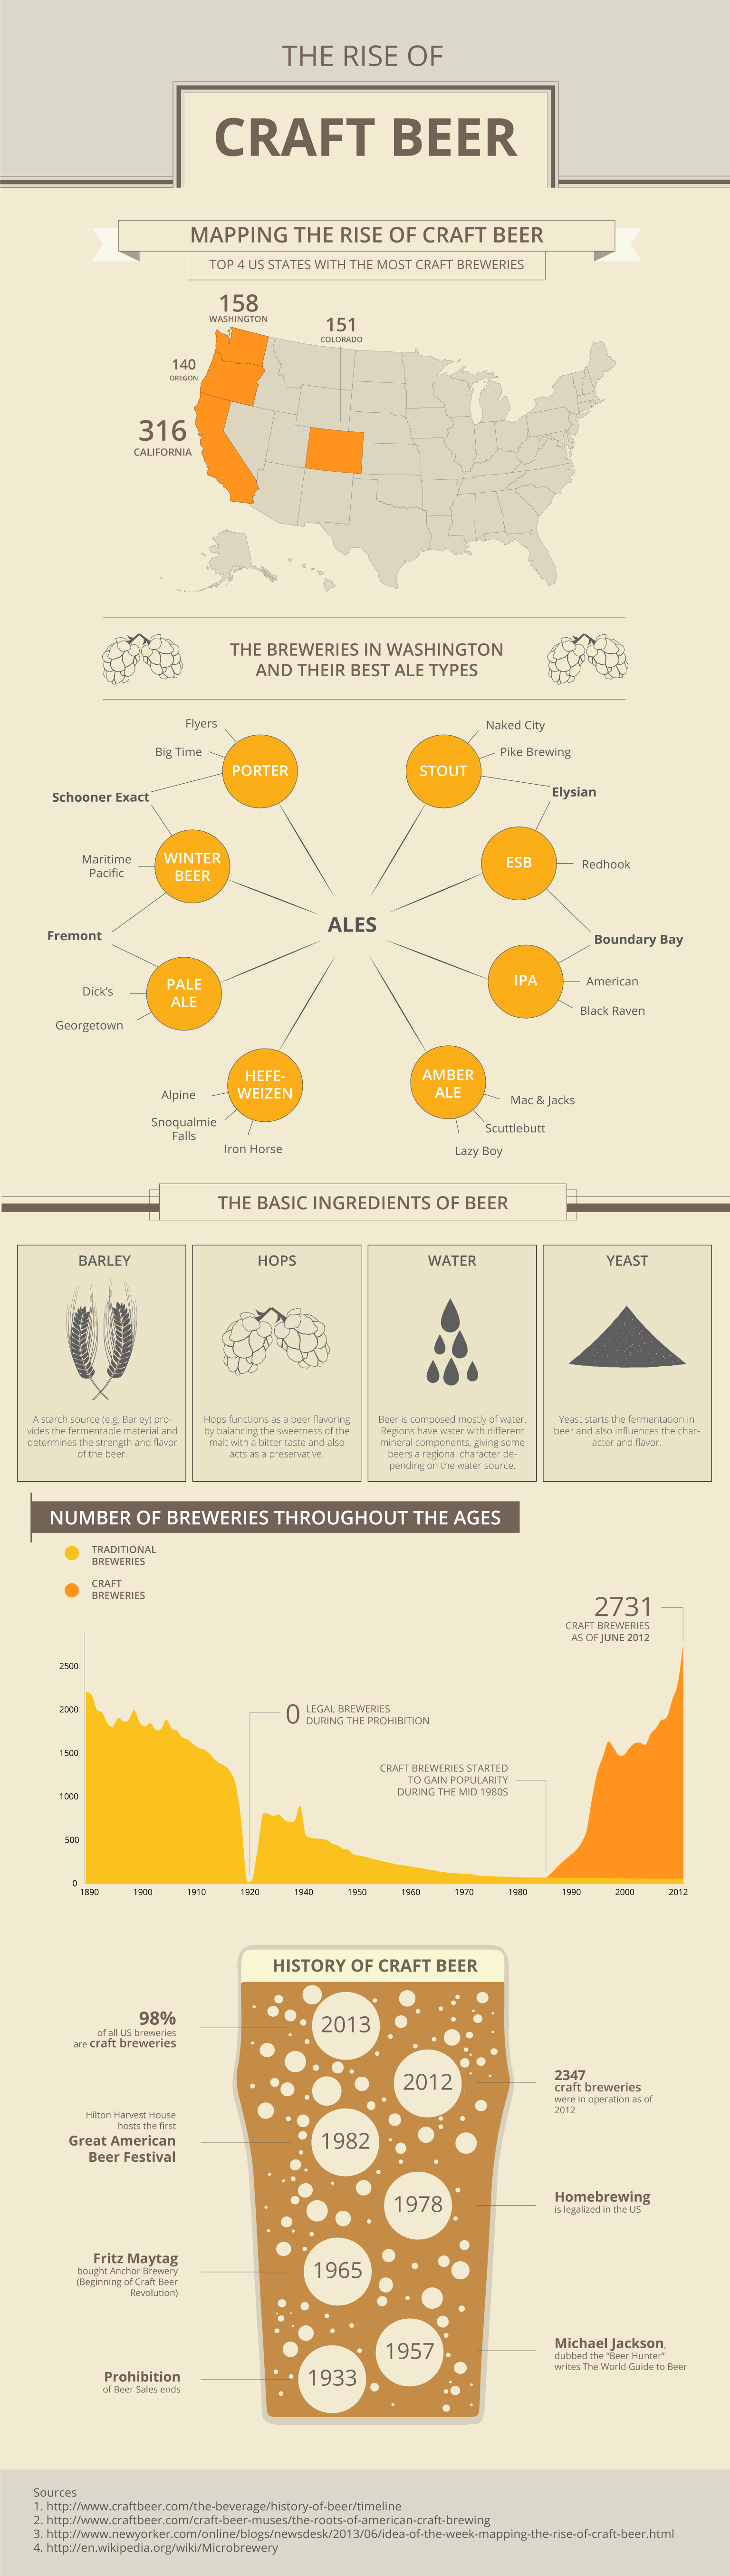 THE RISE OF
CRAFT BEER
MAPPING THE RISE OF CRAFT BEER
TOP 4 US STATES WITH THE MOST CRAFT BREWERIES
158
WASHINGTON
151
COLORADO
140
OREGON
316
CALIFORNIA
THE BREWERIES IN WASHINGTON
AND THEIR BEST ALE TYPES
Flyers
Big Time
Schooner Exact
PORTER
Naked City
Pike Brewing
STOUT
Elysian
Maritime
Pacific
WINTER
BEER
ESB
Redhook
ALES
Fremont
Boundary Bay
Dick's
Georgetown
PALE
ALE
IPA
American
Black Raven
HEFE-
WEIZEN
Alpine
Snoqualmie
Falls
Iron Horse
AMBER
ALE
Mac & Jacks
Scuttlebutt
Lazy Boy
THE BASIC INGREDIENTS OF BEER
BARLEY
A starch source (e.g. Barley) pro-
vides the fermentable material and
determines the strength and flavor
of the beer.
HOPS
Hops functions as a beer flavoring
by balancing the sweetness of the
malt with a bitter taste and also
acts as a preservative.
WATER
Beer is composed mostly of water.
Regions have water with different
mineral components, giving some
beers a regional character de-
pending on the water source.
YEAST
Yeast starts the fermentation in
beer and also influences the char-
acter and flavor.
NUMBER OF BREWERIES THROUGHOUT THE AGES
TRADITIONAL
BREWERIES
CRAFT
BREWERIES
2731
CRAFT BREWERIES
AS OF JUNE 2012
0 LEGAL BREWERIES
DURING THE PROHIBITION
CRAFT BREWERIES STARTED
TO GAIN POPULARITY
DURING THE MID 1980S
2500
2000
1500
1000
500
0
1890 1900 1910 1920 1940 1950 1960 1970 1980 1990 2000 2012
HISTORY OF CRAFT BEER
2013
98%
of all US breweries
are craft breweries
2012
2347
craft breweries
were in operation as of
2012
1982
Hilton Harvest House
hosts the first
Great American
Beer Festival
1978
Homebrewing
is legalized in the US
1965
Fritz Maytag
bought Anchor Brewery
(Beginning of Craft Beer
Revolution)
1957
Michael Jackson,
dubbed the "Beer Hunter"
writes The World Guide to Beer
1933
Prohibition
of Beer Sales ends
Sources
1. http://www.craftbeer.com/the-beverage/history-of-beer/timeline
2. http://www.craftbeer.com/craft-beer-muses/the-roots-of-american-craft-brewing
3. http://www.newyorker.com/online/blogs/newsdesk/2013/06/idea-of-the-week-mapping-the-rise-of-craft-beer.html
4. http://en.wikipedia.org/wiki/Microbrewery